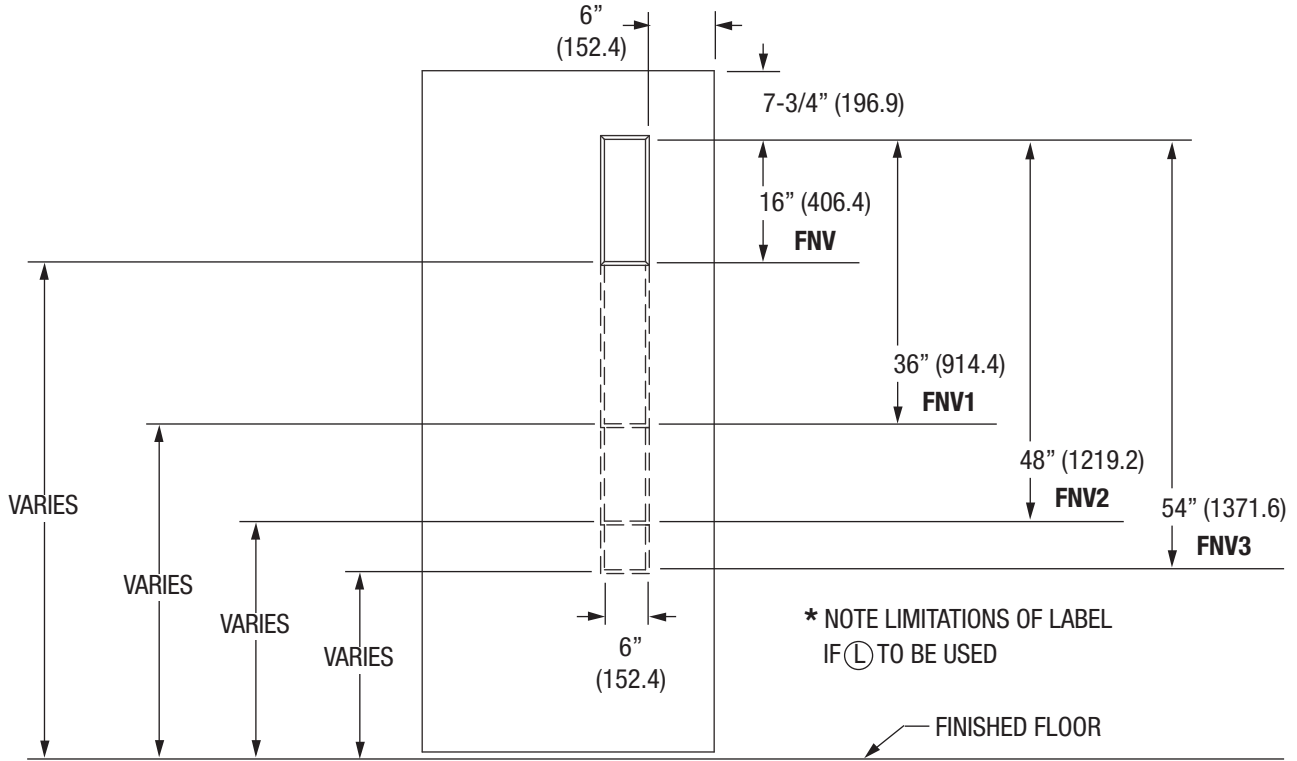 6”
(152.4)
7-3/4” (196.9)
16” (406.4)
FNV
36” (914.4)
FNV1
48” (1219.2)
FNV2
54” (1371.6)
FNV3
VARIES
VARIES
VARIES
VARIES
6”
(152.4)
* NOTE LIMITATIONS OF LABEL
IF Ⓛ TO BE USED
FINISHED FLOOR